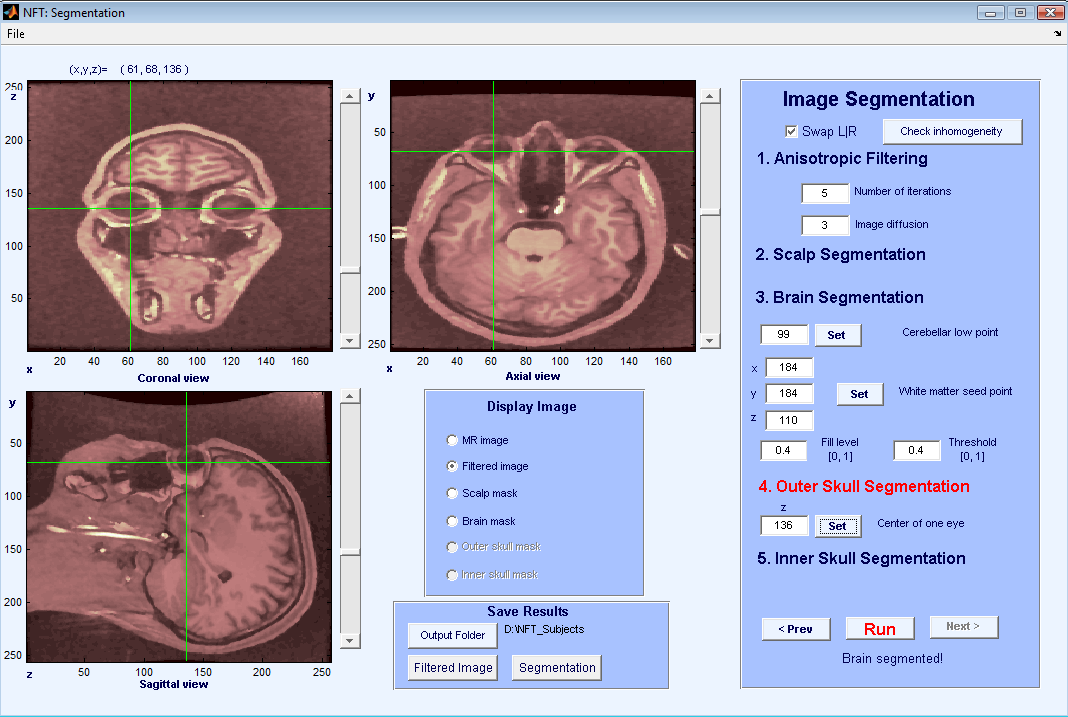 NFT: Segmentation
File
(x,y,z)= ( 61, 68, 136 )
250
z
200
150
100
50
20 40 60 80 100 120 140 160
x
Coronal view
y
50
100
150
200
250
20 40 60 80 100 120 140 160
x
Axial view
y
50
100
150
200
250
50 100 150 200 250
z
Sagittal view
Display Image
MR image
Filtered image
Scalp mask
Brain mask
Outer skull mask
Inner skull mask
Save Results
Output Folder D:\NFT_Subjects
Filtered Image Segmentation
Image Segmentation
Swap L|R Check inhomogeneity
1. Anisotropic Filtering
5 Number of iterations
3 Image diffusion
2. Scalp Segmentation
3. Brain Segmentation
99 Set Cerebellar low point
x 184
y 184 Set White matter seed point
z 110
0.4 Fill level [0, 1] 0.4 Threshold [0, 1]
4. Outer Skull Segmentation
z
136 Set Center of one eye
5. Inner Skull Segmentation
< Prev Run Next >
Brain segmented!